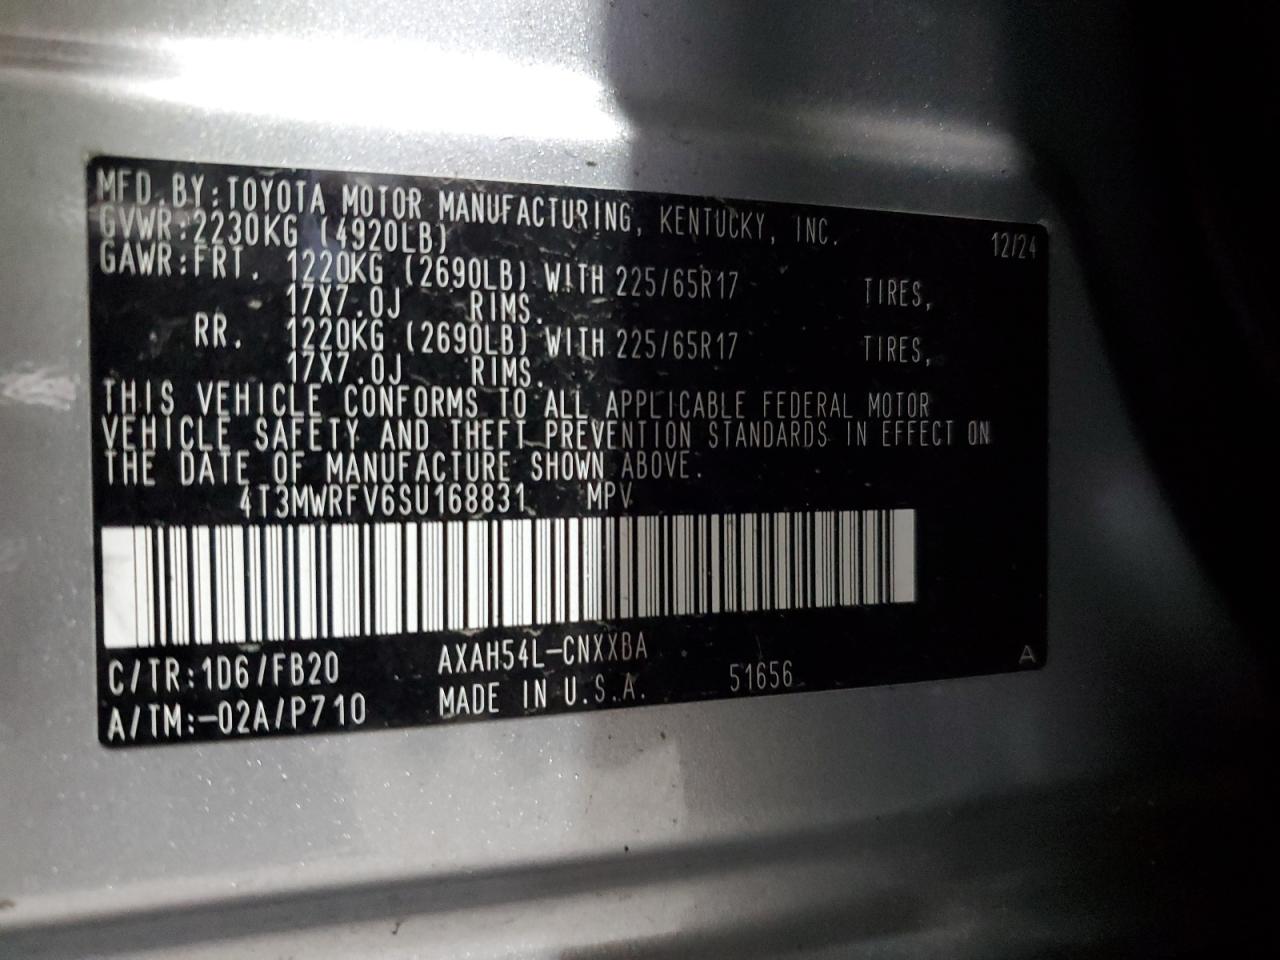 MFD.BY:TOYOTA MOTOR MANUFACTURING, KENTUCKY, INC.
GVWR:2230KG (4920LB) 12/24
GAWR:FRT. 1220KG (2690LB) WITH 225/65R17 TIRES,
17X7.0J RIMS.
RR. 1220KG (2690LB) WITH 225/65R17 TIRES,
17X7.0J RIMS.
THIS VEHICLE CONFORMS TO ALL APPLICABLE FEDERAL MOTOR
VEHICLE SAFETY AND THEFT PREVENTION STANDARDS IN EFFECT ON
THE DATE OF MANUFACTURE SHOWN ABOVE.
4T3MWRFV6SU168831 MPV
C/TR:1D6/FB20 AXAH54L-CNXXBA
A/TM:-02A/P710 MADE IN U.S.A. 51656 A